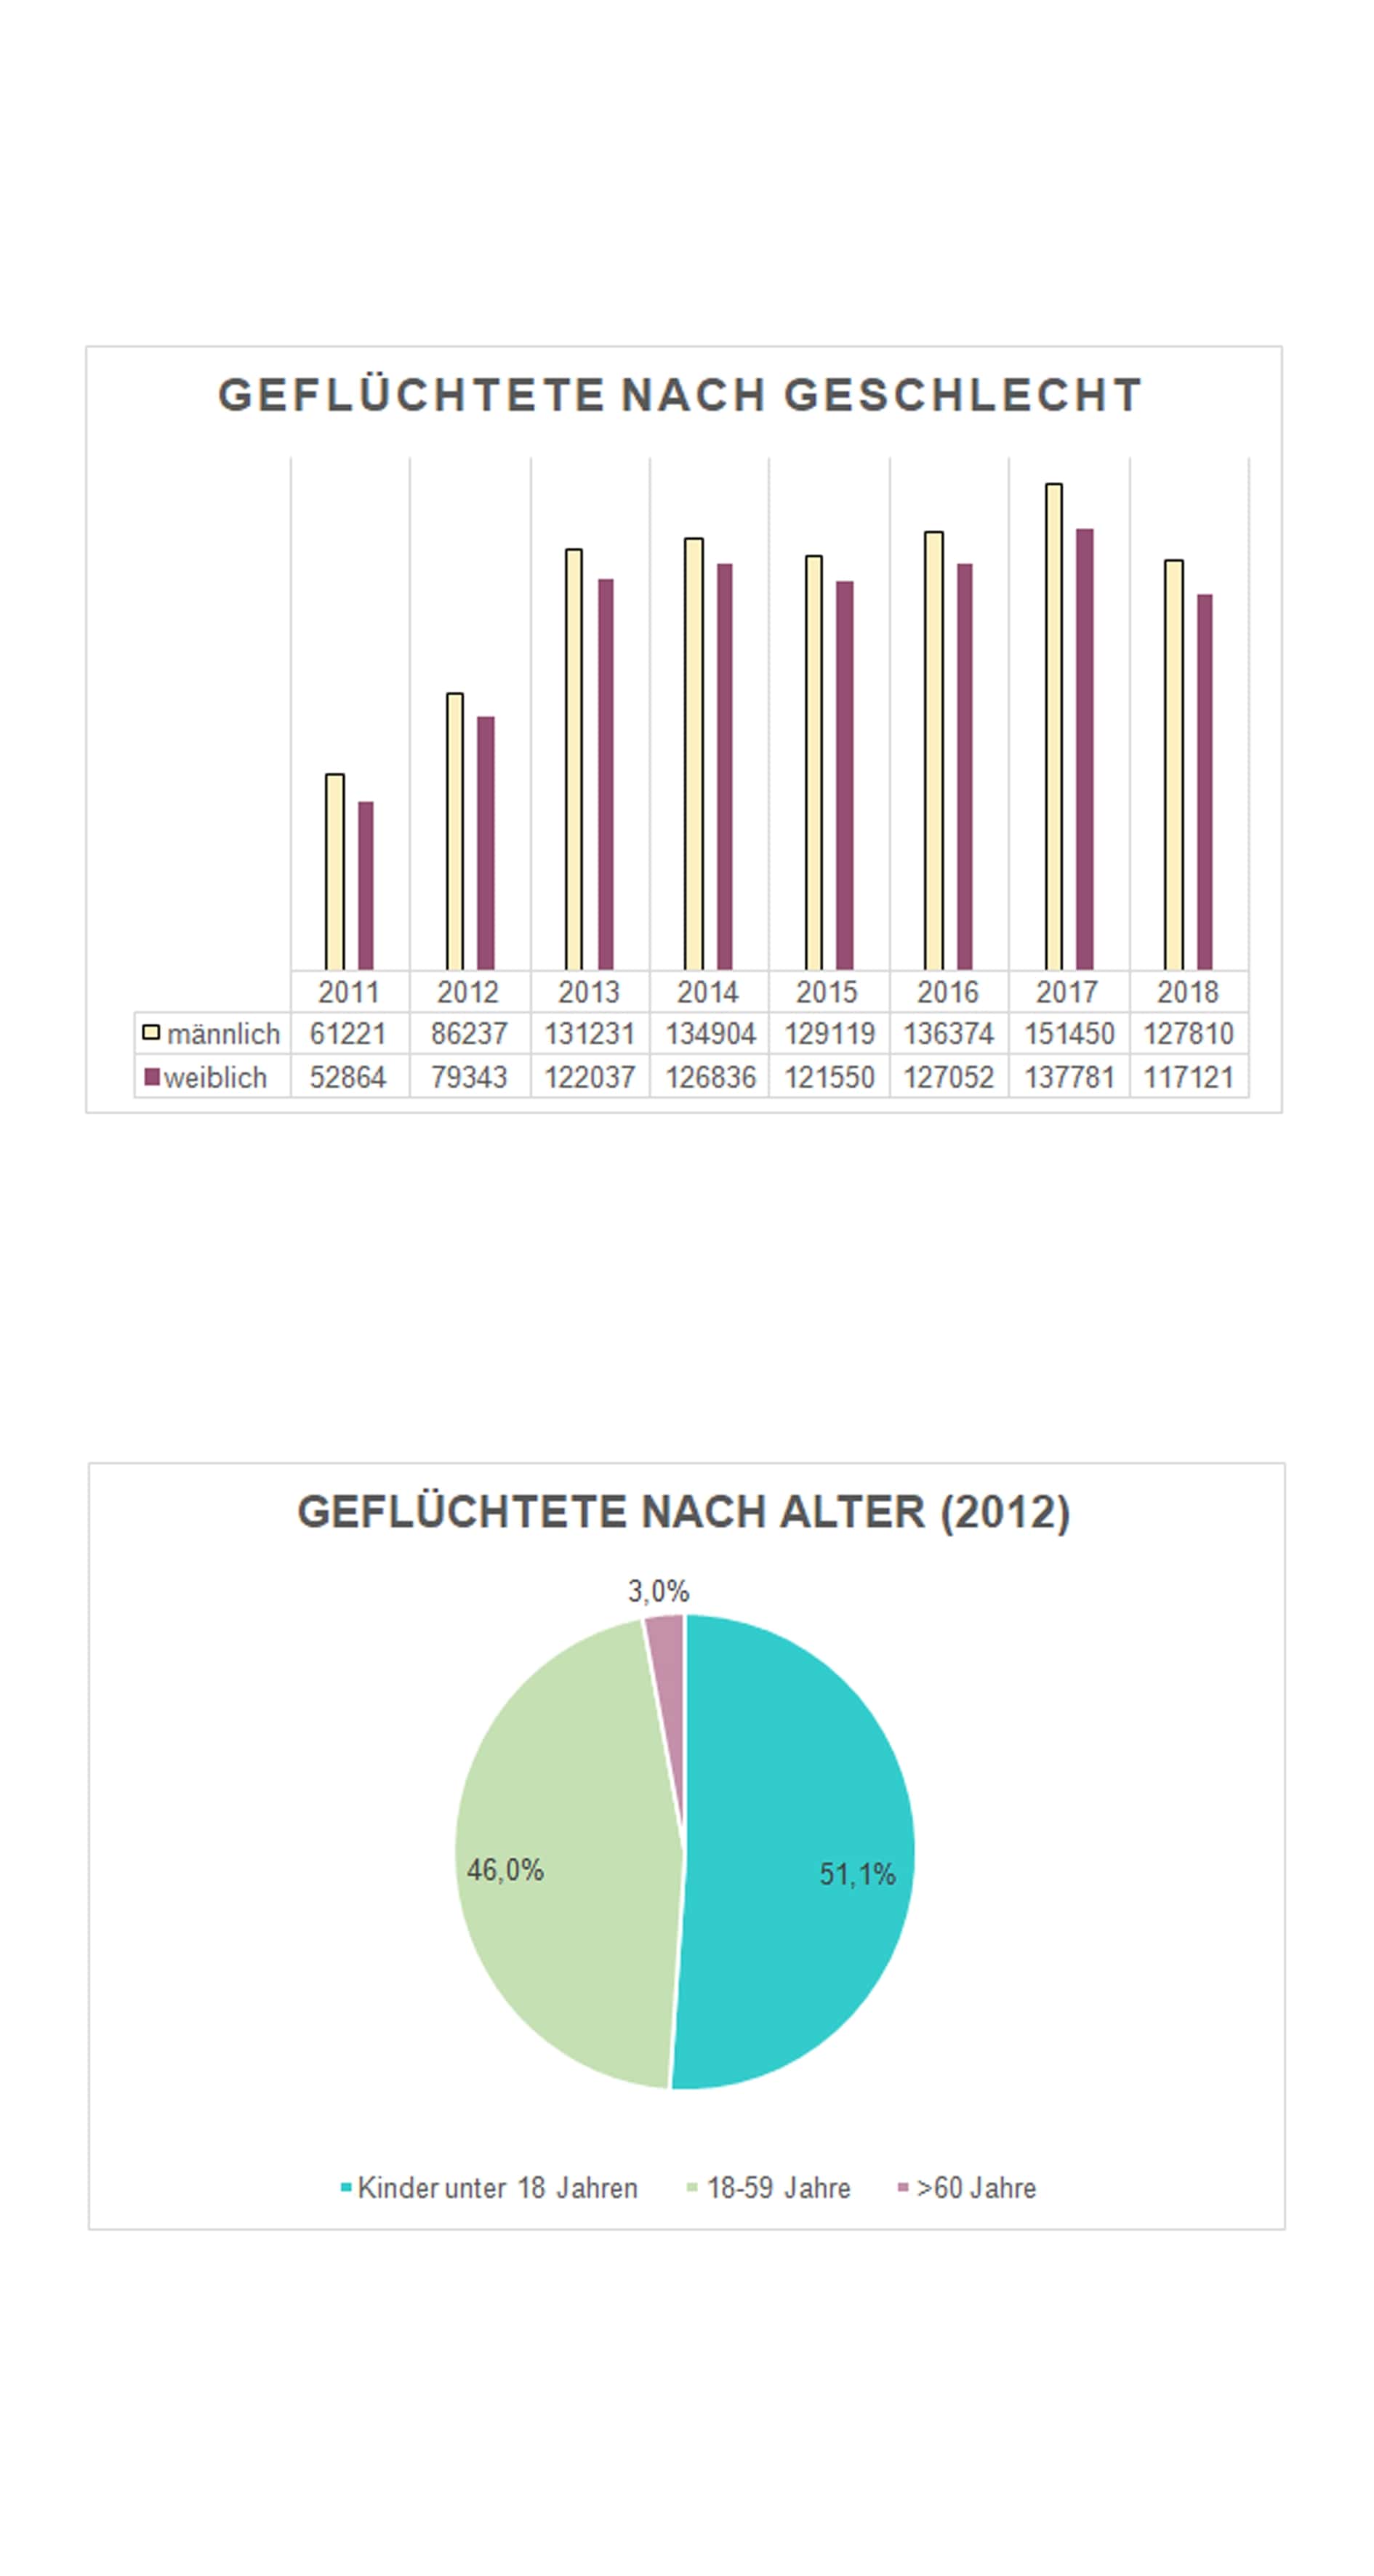 GEFLÜCHTETE NACH GESCHLECHT
2011 2012 2013 2014 2015 2016 2017 2018
männlich 61221 86237 131231 134904 129119 136374 151450 127810
weiblich 52864 79343 122037 126836 121550 127052 137781 117121
GEFLÜCHTETE NACH ALTER (2012)
3,0%
46,0% 51,1%
Kinder unter 18 Jahren 18-59 Jahre >60 Jahre